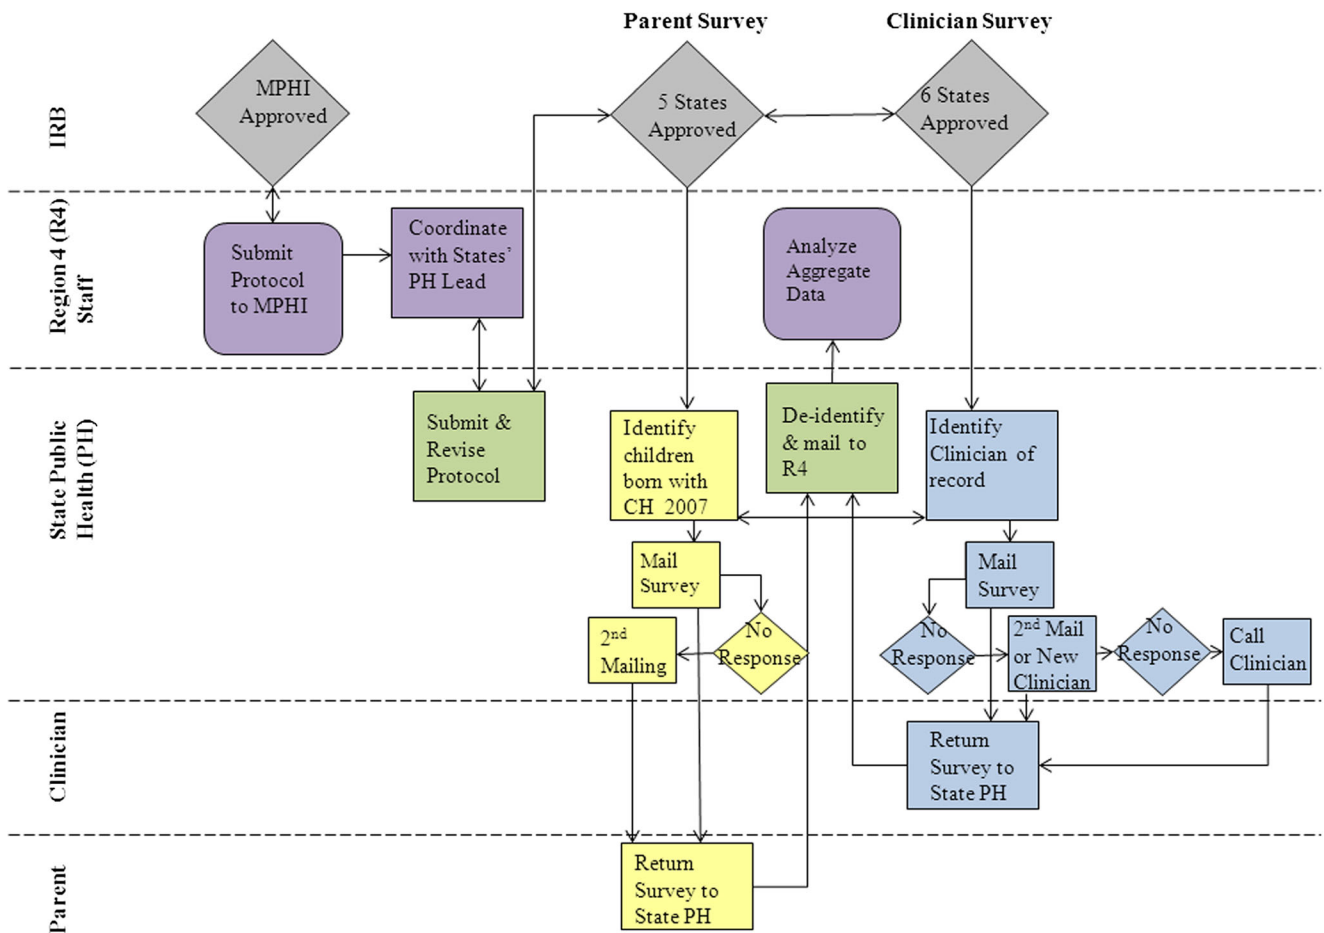 Parent Survey
Clinician Survey
IRB
MPHI
Approved
5 States
Approved
6 States
Approved
Region 4 (R4)
Staff
Submit
Protocol
to MPHI
Coordinate
with States’
PH Lead
Analyze
Aggregate
Data
State Public
Health (PH)
Submit &
Revise
Protocol
Identify
children
born with
CH 2007
De-identify
& mail to
R4
Identify
Clinician of
record
Mail
Survey
Mail
Survey
2nd
Mailing
No
Response
No
Response
2nd Mail
or New
Clinician
No
Response
Call
Clinician
Clinician
Return
Survey to
State PH
Parent
Return
Survey to
State PH